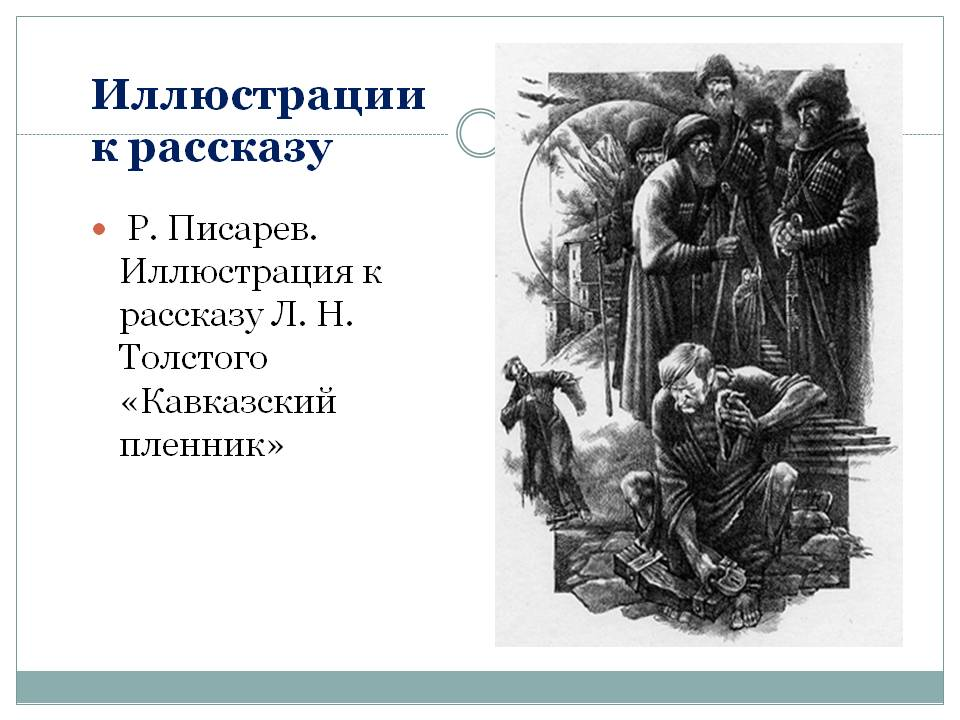 Иллюстрации
к рассказу
Р. Писарев.
Иллюстрация к
рассказу Л. Н.
Толстого
«Кавказский
пленник»